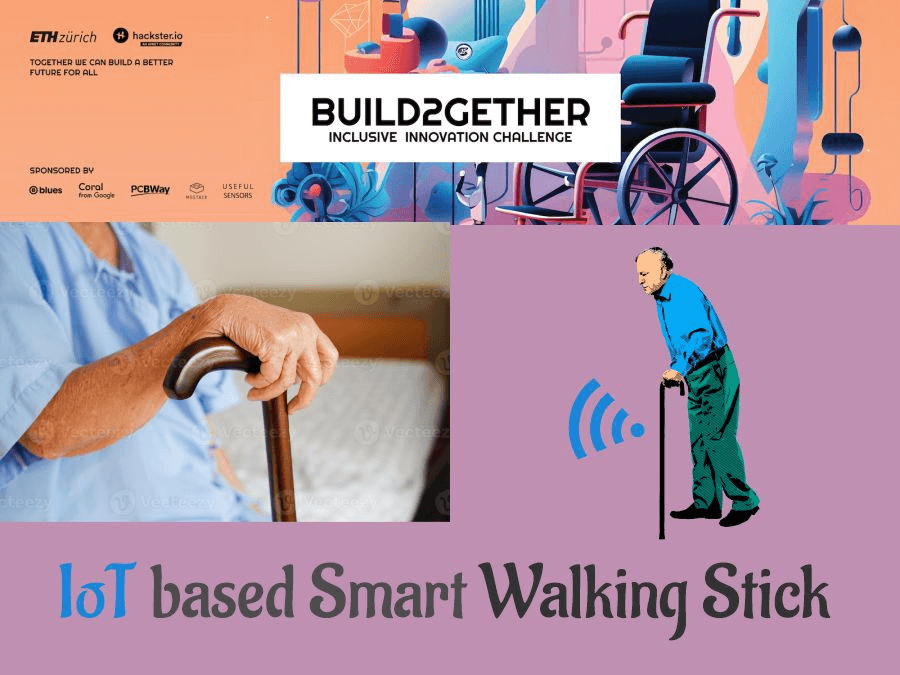 ETH zürich
hackster.io
AN AVNET COMMUNITY
TOGETHER WE CAN BUILD A BETTER
FUTURE FOR ALL
BUILD2GETHER
INCLUSIVE INNOVATION CHALLENGE
SPONSORED BY
blues
Coral
from Google
PCBWay
M5STACK
USEFUL
SENSORS
Vecteezy
Vecteezy
Vecteezy
Vecteezy
Vecteezy
Vecteezy
Vecteezy
Vecteezy
IoT based Smart Walking Stick